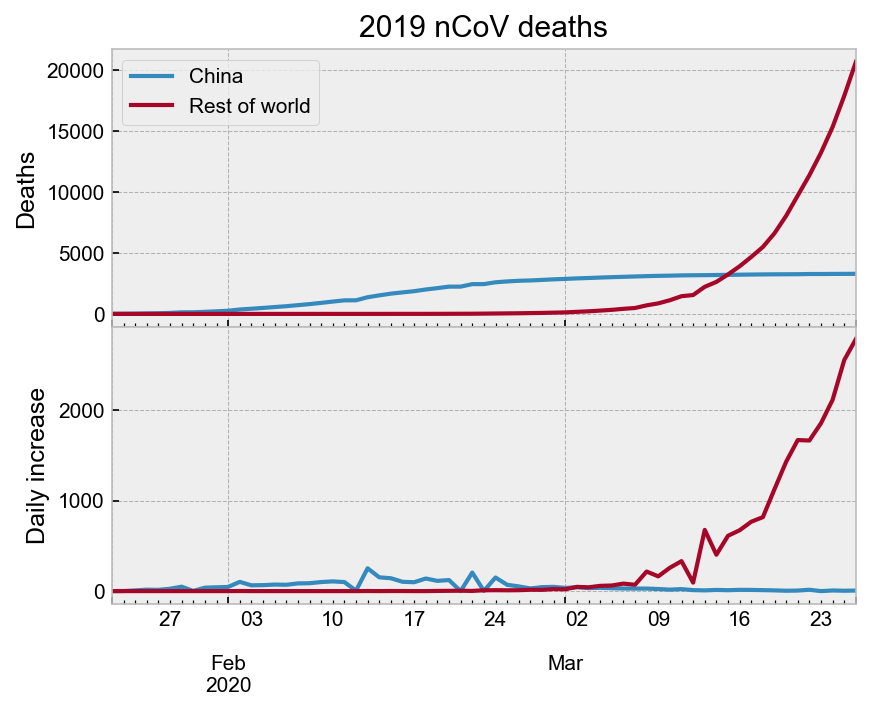 2019 nCoV deaths
China
Rest of world
Deaths
20000
15000
10000
5000
0
Daily increase
2000
1000
0
27 03 10 17 24 02 09 16 23
Feb Mar
2020